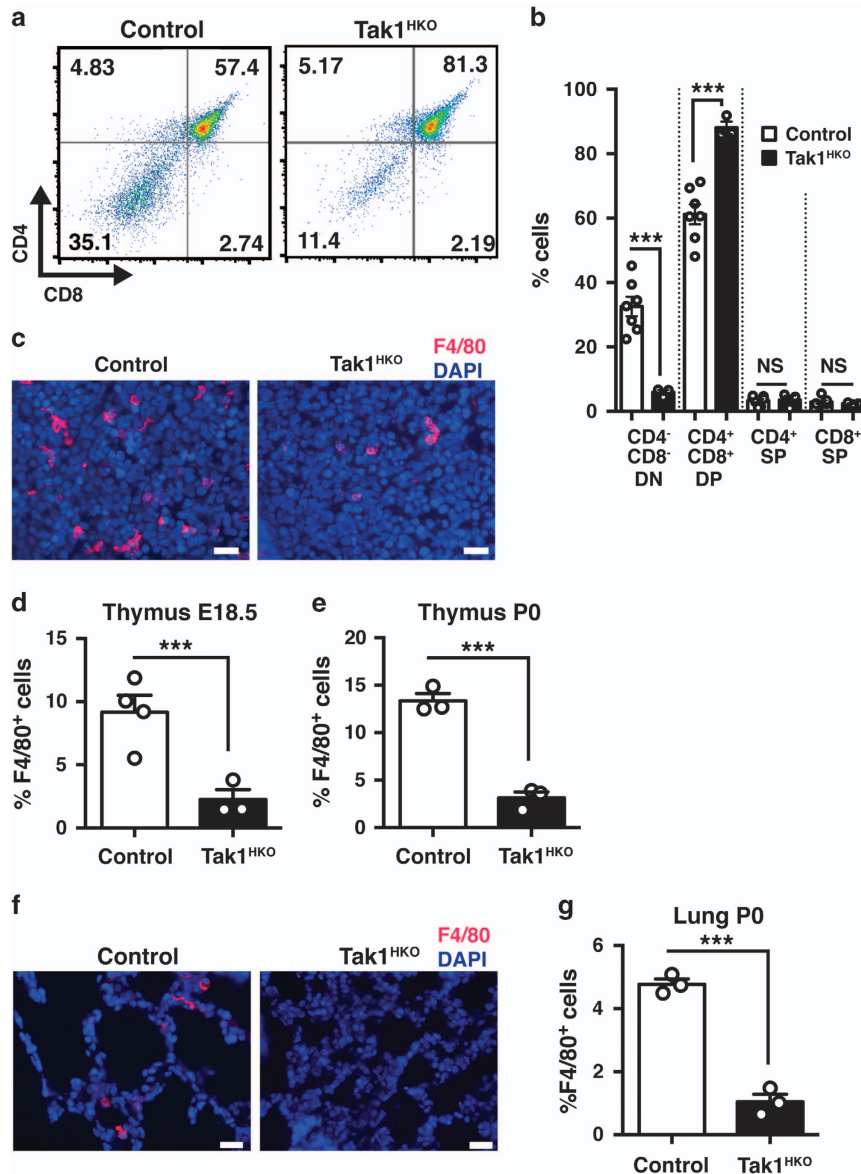 a
Control
Tak1HKO
4.83
57.4
35.1
2.74
5.17
81.3
11.4
2.19
CD4
CD8
b
% cells
100
80
60
40
20
0
***
***
NS
NS
Control
Tak1HKO
CD4-
CD8-
DN
CD4+
CD8+
DP
CD4+
SP
CD8+
SP
c
Control
Tak1HKO
F4/80
DAPI
d
Thymus E18.5
% F4/80+ cells
15
10
5
0
***
Control
Tak1HKO
e
Thymus P0
% F4/80+ cells
20
15
10
5
0
***
Control
Tak1HKO
f
Control
Tak1HKO
F4/80
DAPI
g
Lung P0
%F4/80+ cells
6
4
2
0
***
Control
Tak1HKO